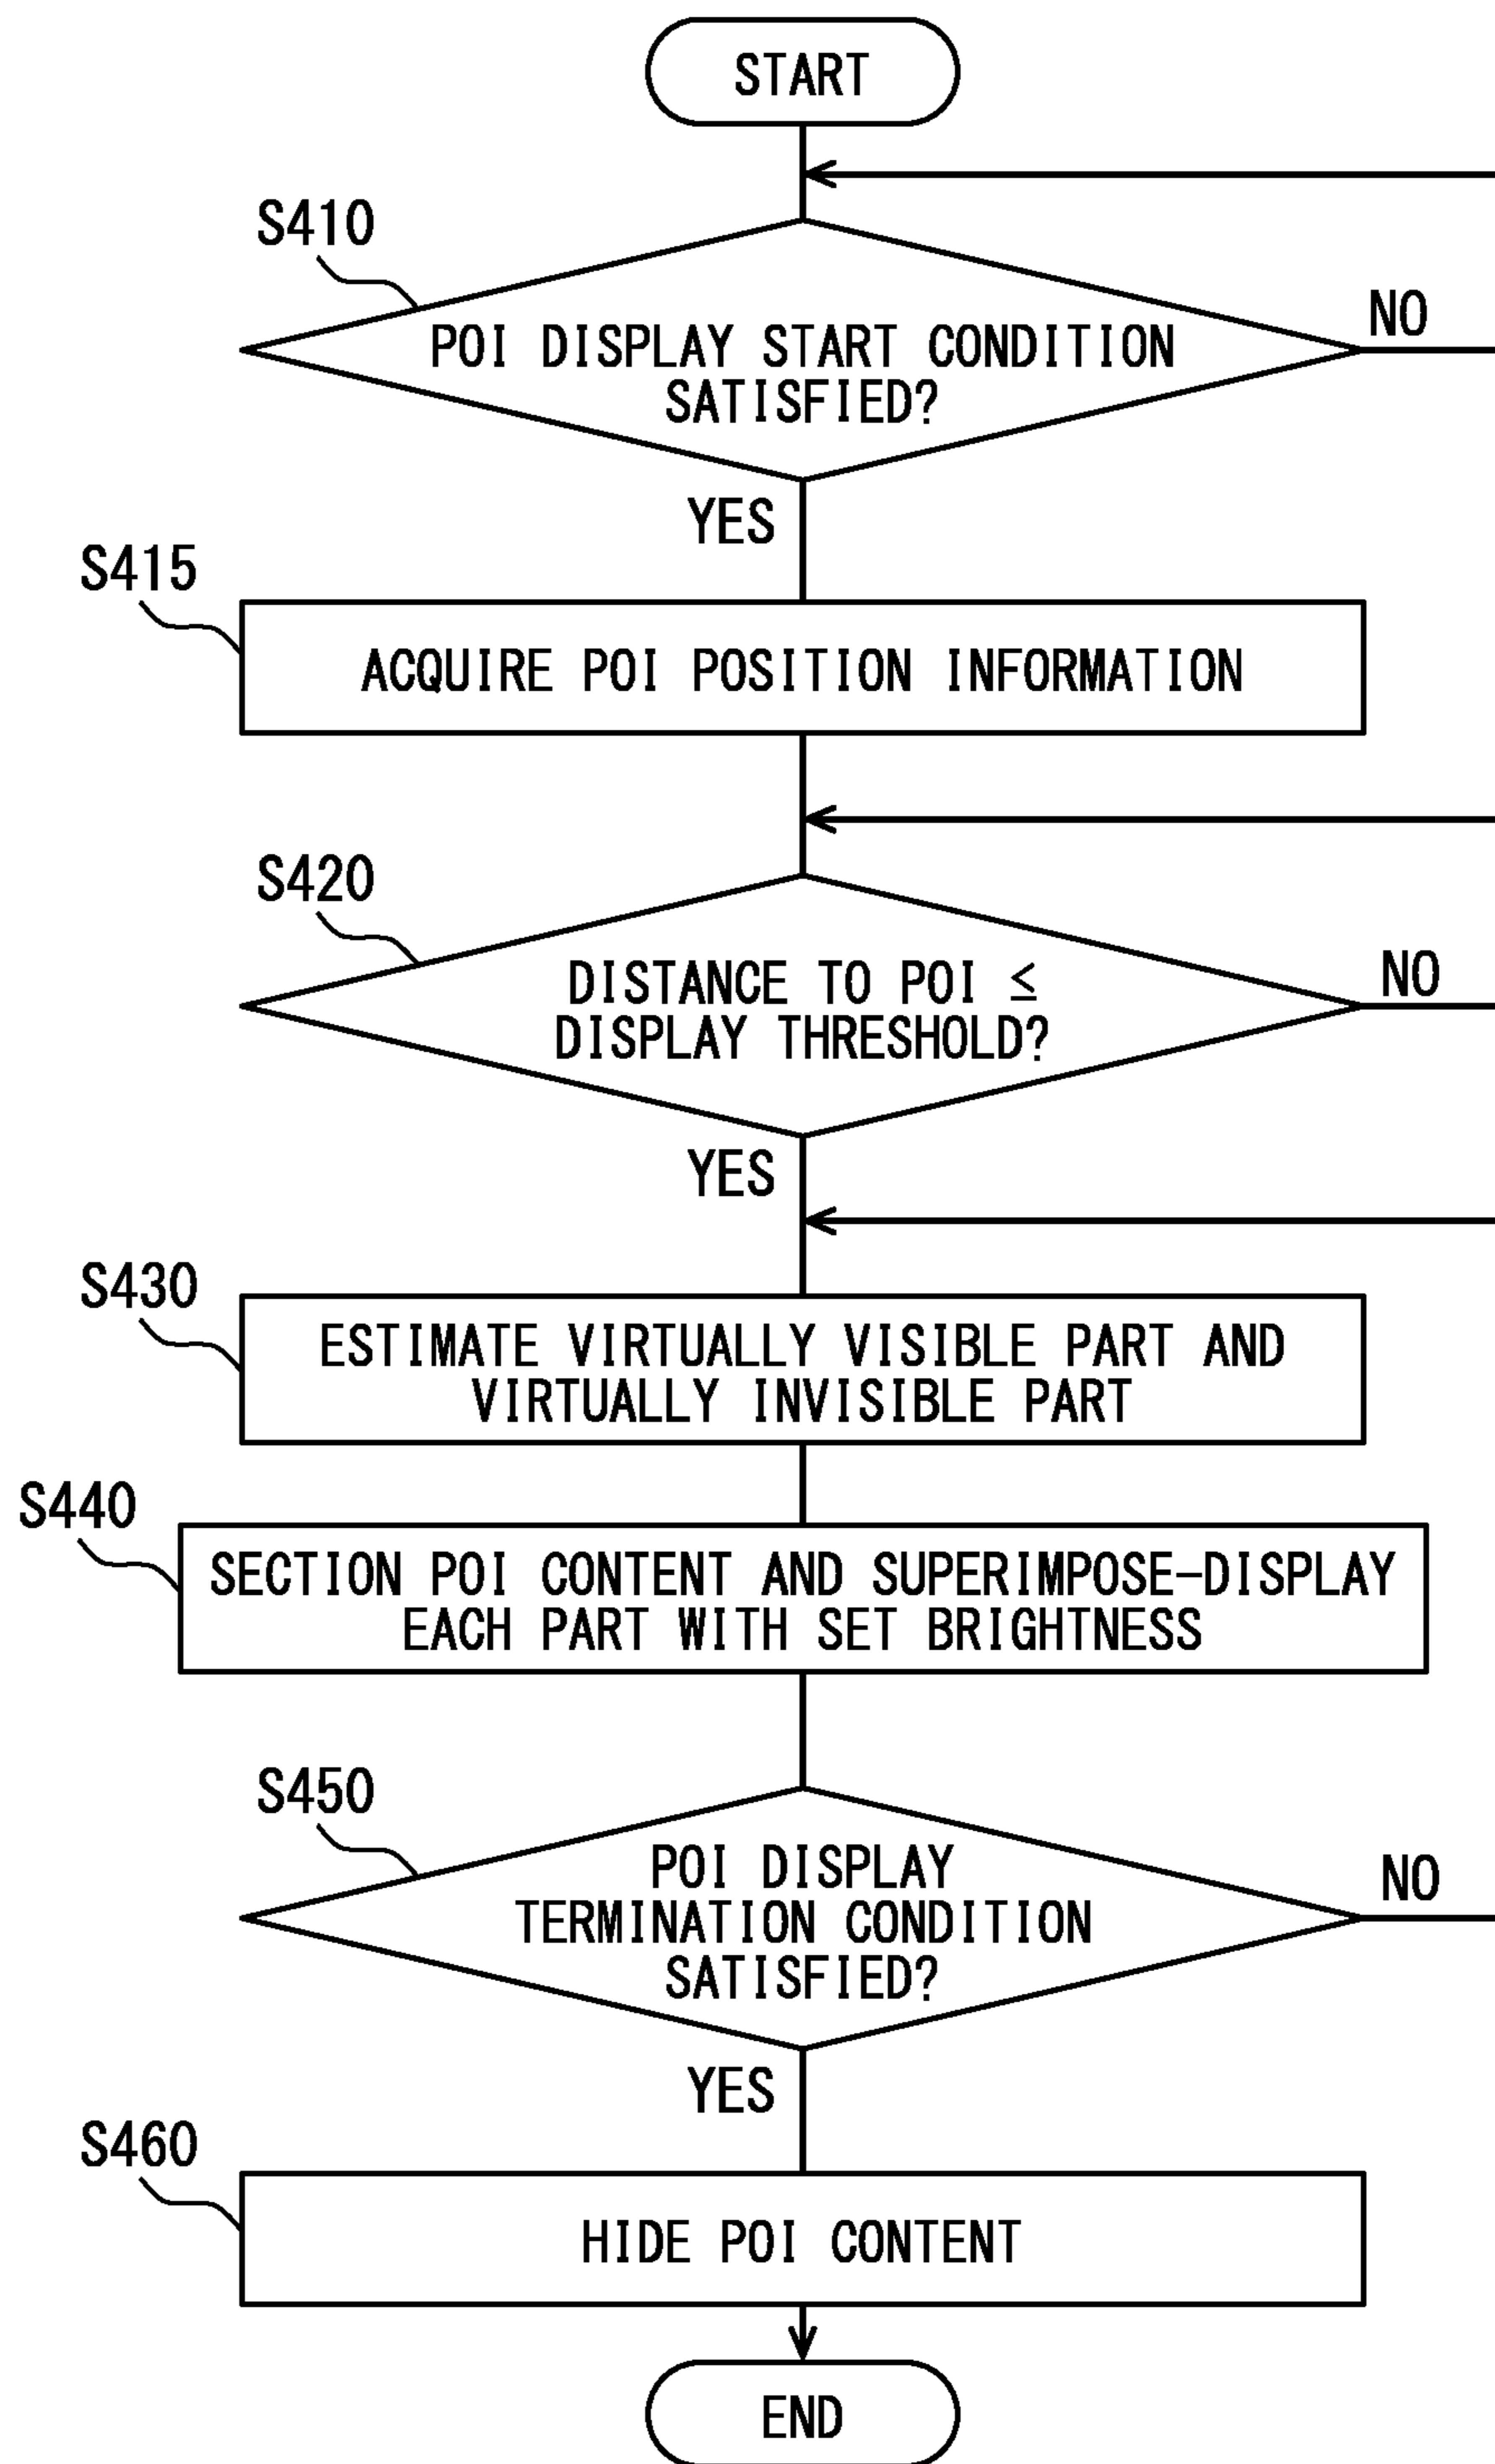 START
S410
POI DISPLAY START CONDITION
SATISFIED?
NO
YES
S415
ACQUIRE POI POSITION INFORMATION
S420
DISTANCE TO POI ≤
DISPLAY THRESHOLD?
NO
YES
S430
ESTIMATE VIRTUALLY VISIBLE PART AND
VIRTUALLY INVISIBLE PART
S440
SECTION POI CONTENT AND SUPERIMPOSE-DISPLAY
EACH PART WITH SET BRIGHTNESS
S450
POI DISPLAY
TERMINATION CONDITION
SATISFIED?
NO
YES
S460
HIDE POI CONTENT
END